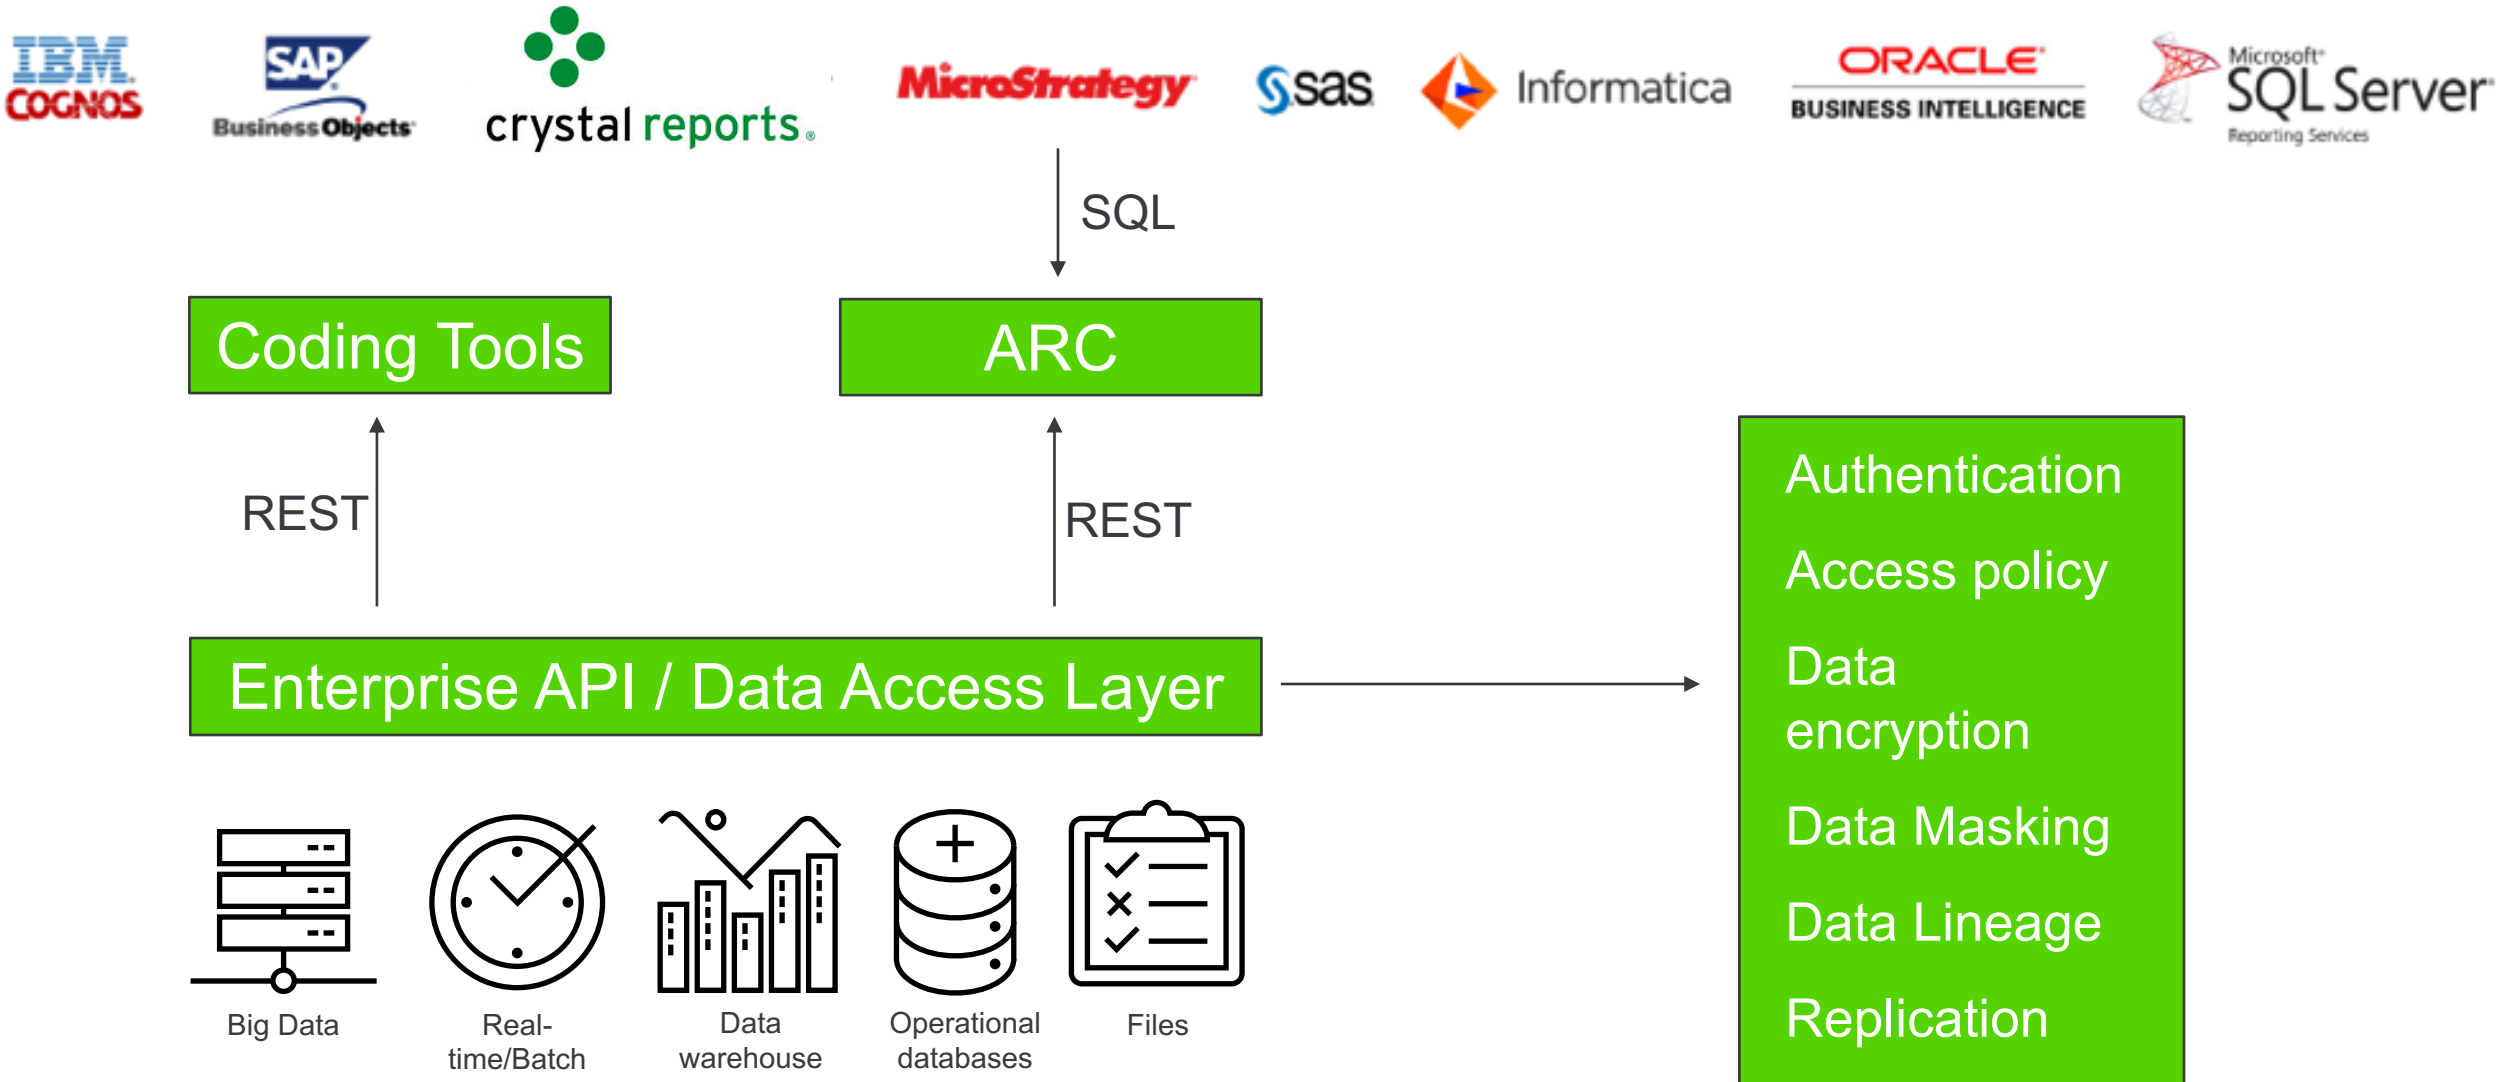 IBM
COGNOS
SAP
Business Objects
crystal reports®
MicroStrategy
sas
Informatica
ORACLE
BUSINESS INTELLIGENCE
Microsoft®
SQL Server®
Reporting Services
SQL
Coding Tools
ARC
REST
REST
Enterprise API / Data Access Layer
Authentication
Access policy
Data
encryption
Data Masking
Data Lineage
Replication
Big Data
Real-
time/Batch
Data
warehouse
Operational
databases
Files